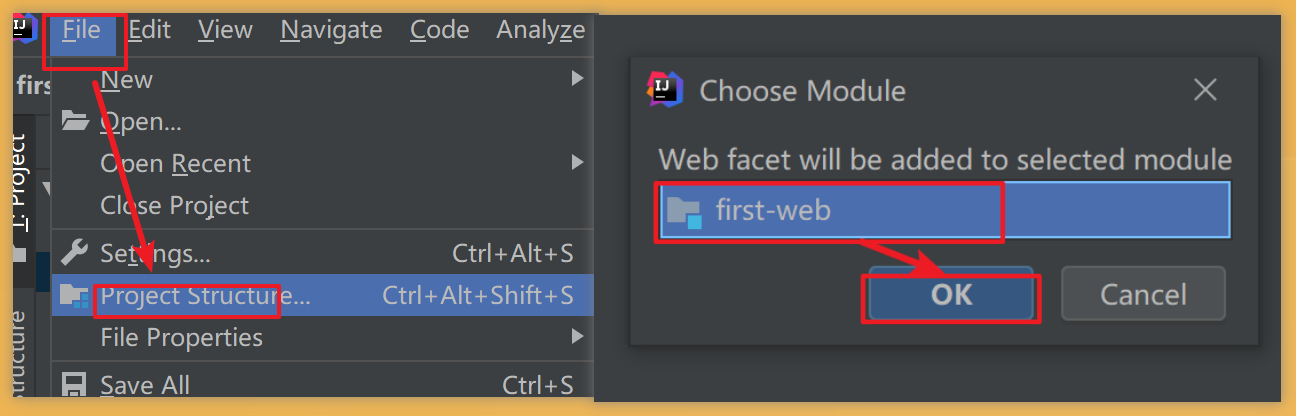 File Edit View Navigate Code Analyze
firs
New
Open...
Open Recent
Close Project
Settings... Ctrl+Alt+S
Project Structure... Ctrl+Alt+Shift+S
File Properties
Save All Ctrl+S
1: Project
Structure
IJ
Choose Module
Web facet will be added to selected module
first-web
OK Cancel